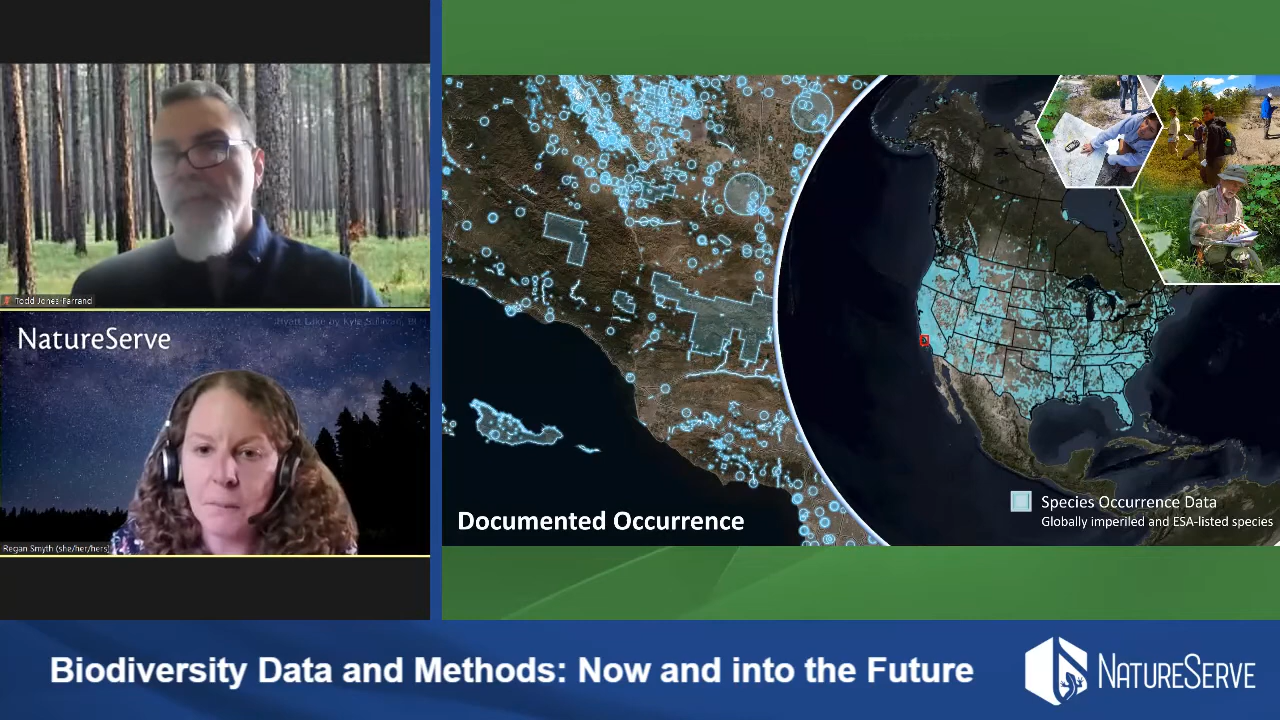 Todd Jones-Farrand
NatureServe
Regan Smyth (she/her/hers)
Documented Occurrence
Species Occurrence Data
Globally imperiled and ESA-listed species
Biodiversity Data and Methods: Now and into the Future
NATURESERVE